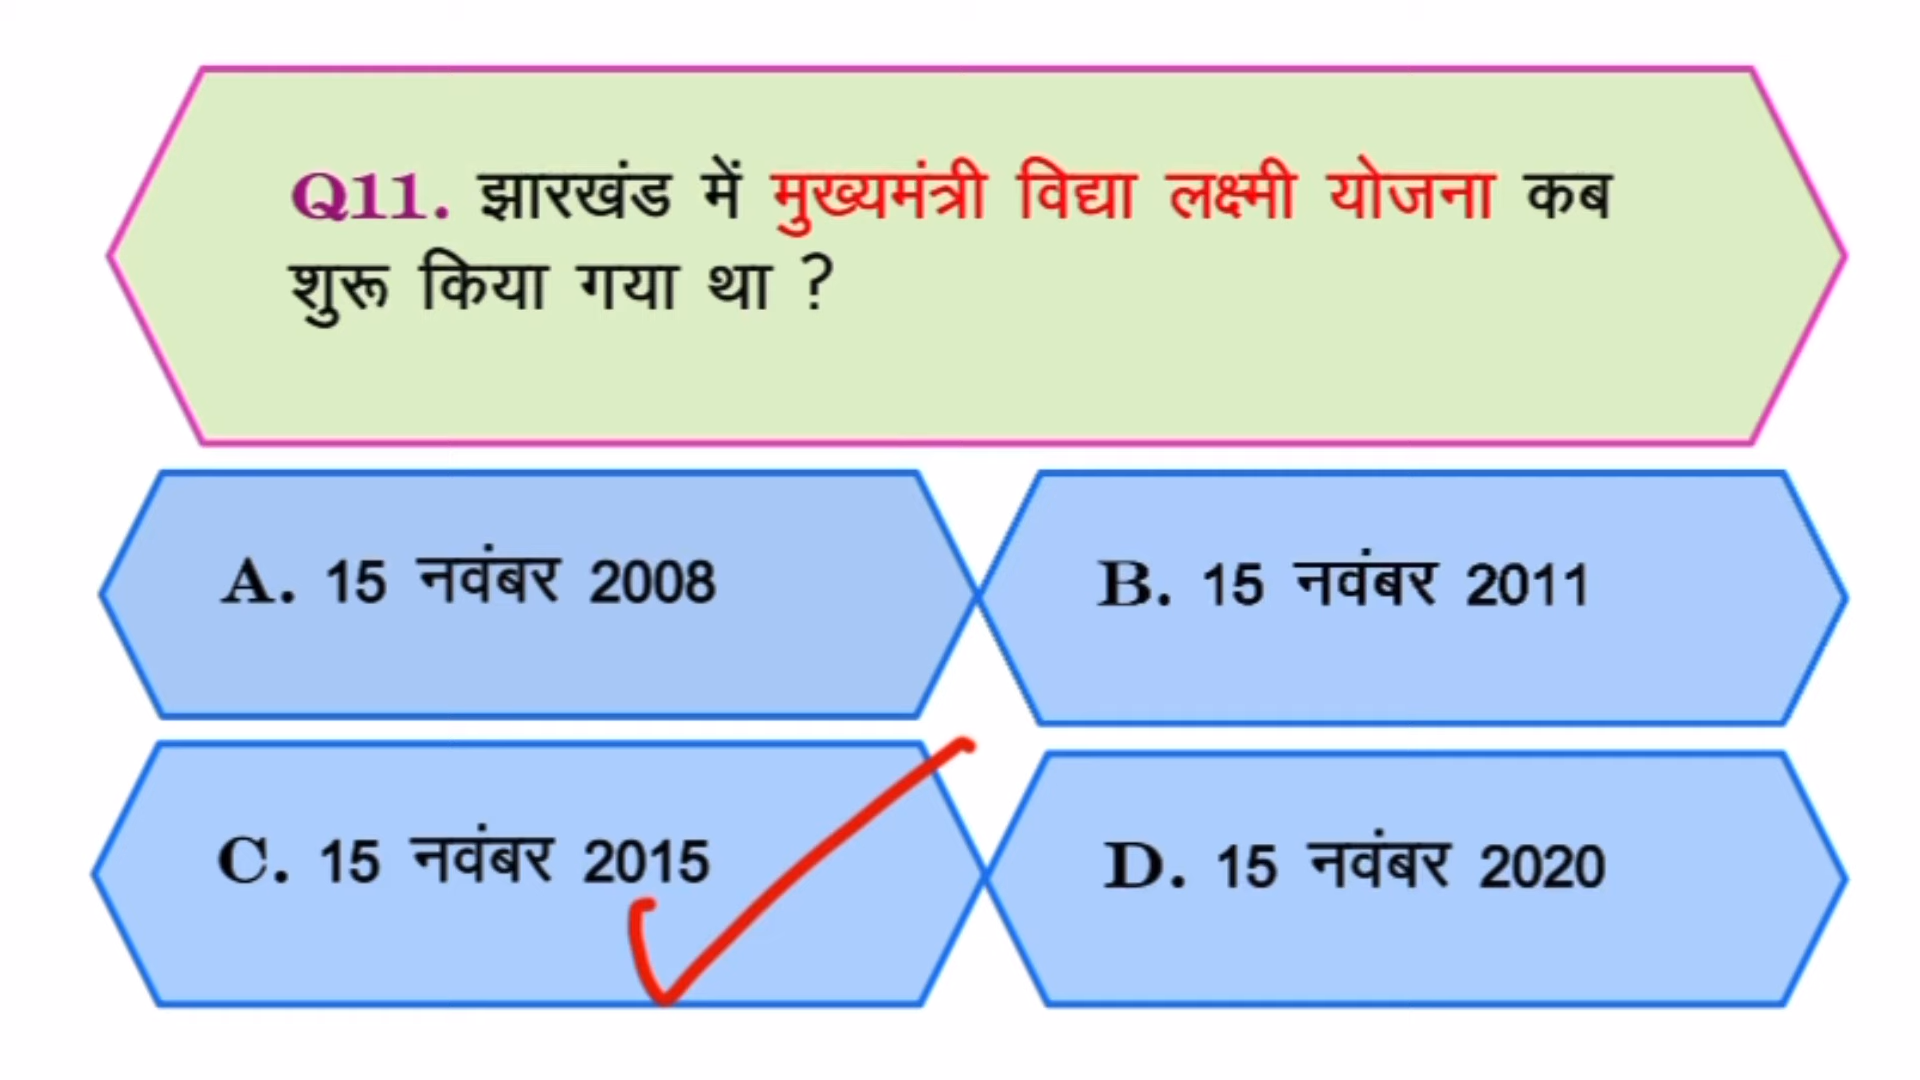 Q11. झारखंड में मुख्यमंत्री विद्या लक्ष्मी योजना कब
शुरू किया गया था ?
A. 15 नवंबर 2008
B. 15 नवंबर 2011
C. 15 नवंबर 2015
D. 15 नवंबर 2020